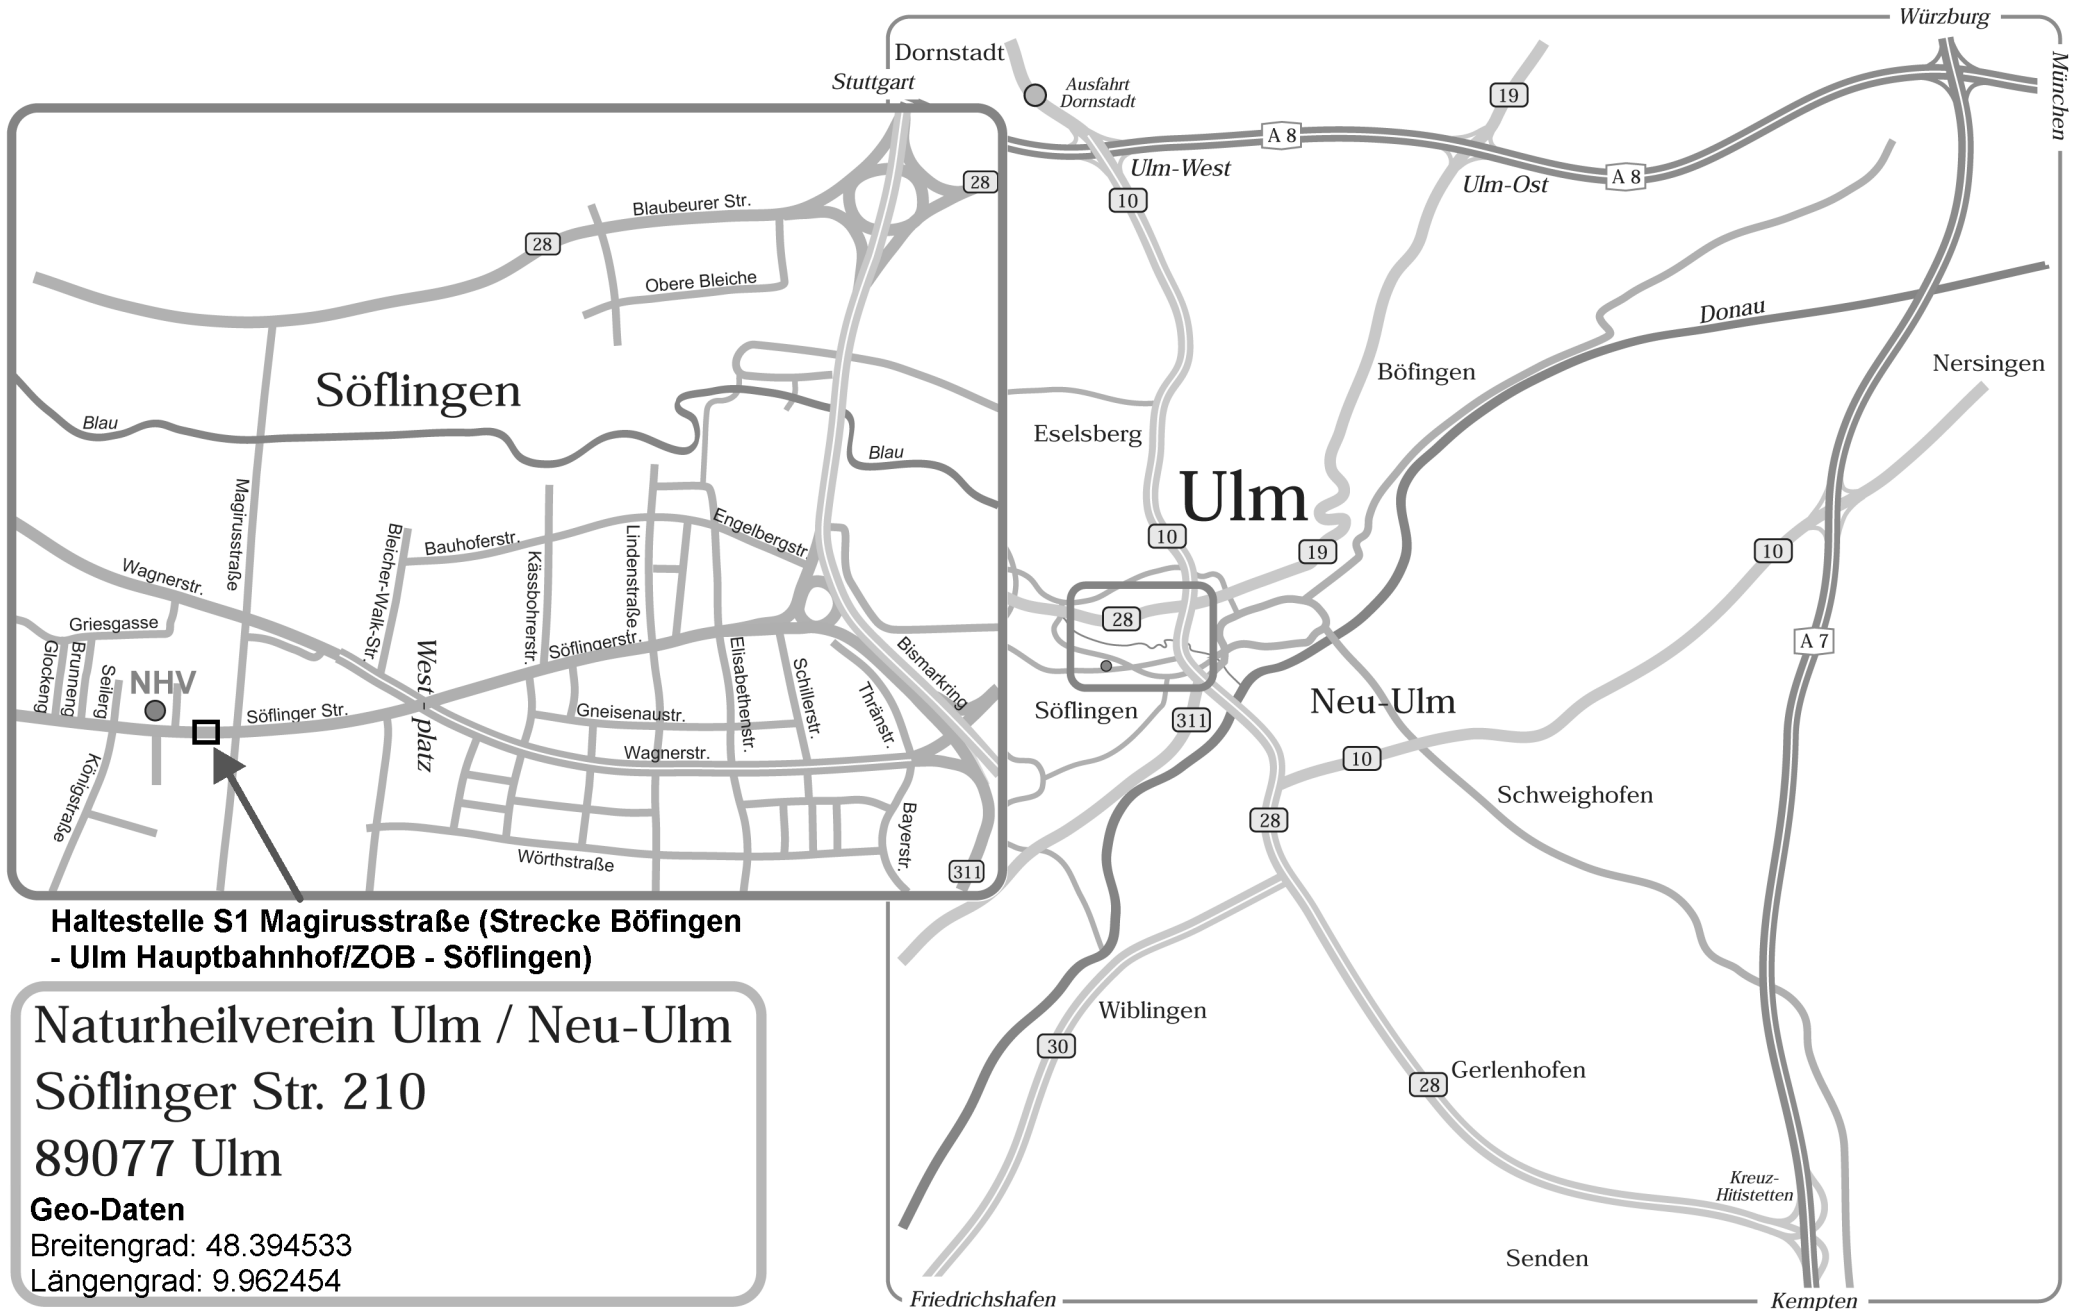 Würzburg
München
Dornstadt
Stuttgart
Ausfahrt
Dornstadt
19
A 8
Ulm-West
Ulm-Ost
A 8
10
28
Blaubeurer Str.
28
Obere Bleiche
Donau
Böfingen
Nersingen
Söflingen
Blau
Blau
Eselsberg
Ulm
10
19
10
Magirusstraße
Wagnerstr.
Bleicher-Walk-Str.
Bauhoferstr.
Kässbohrerstr.
Lindenstraße
Engelbergstr.
28
A 7
Griesgasse
Glockeng
Brunneng
Seilerg
NHV
West-platz
Söflingerstr.
Elisabethenstr.
Schillerstr.
Thränstr.
Bismarkring
Söflinger Str.
Gneisenaustr.
Wagnerstr.
Söflingen
311
Neu-Ulm
10
Schweighofen
28
Königstraße
Wörthstraße
Bayerstr.
311
Haltestelle S1 Magirusstraße (Strecke Böfingen
- Ulm Hauptbahnhof/ZOB - Söflingen)
Naturheilverein Ulm / Neu-Ulm
Söflinger Str. 210
89077 Ulm
Geo-Daten
Breitengrad: 48.394533
Längengrad: 9.962454
Wiblingen
30
28
Gerlenhofen
Kreuz-
Hitistetten
Senden
Friedrichshafen
Kempten